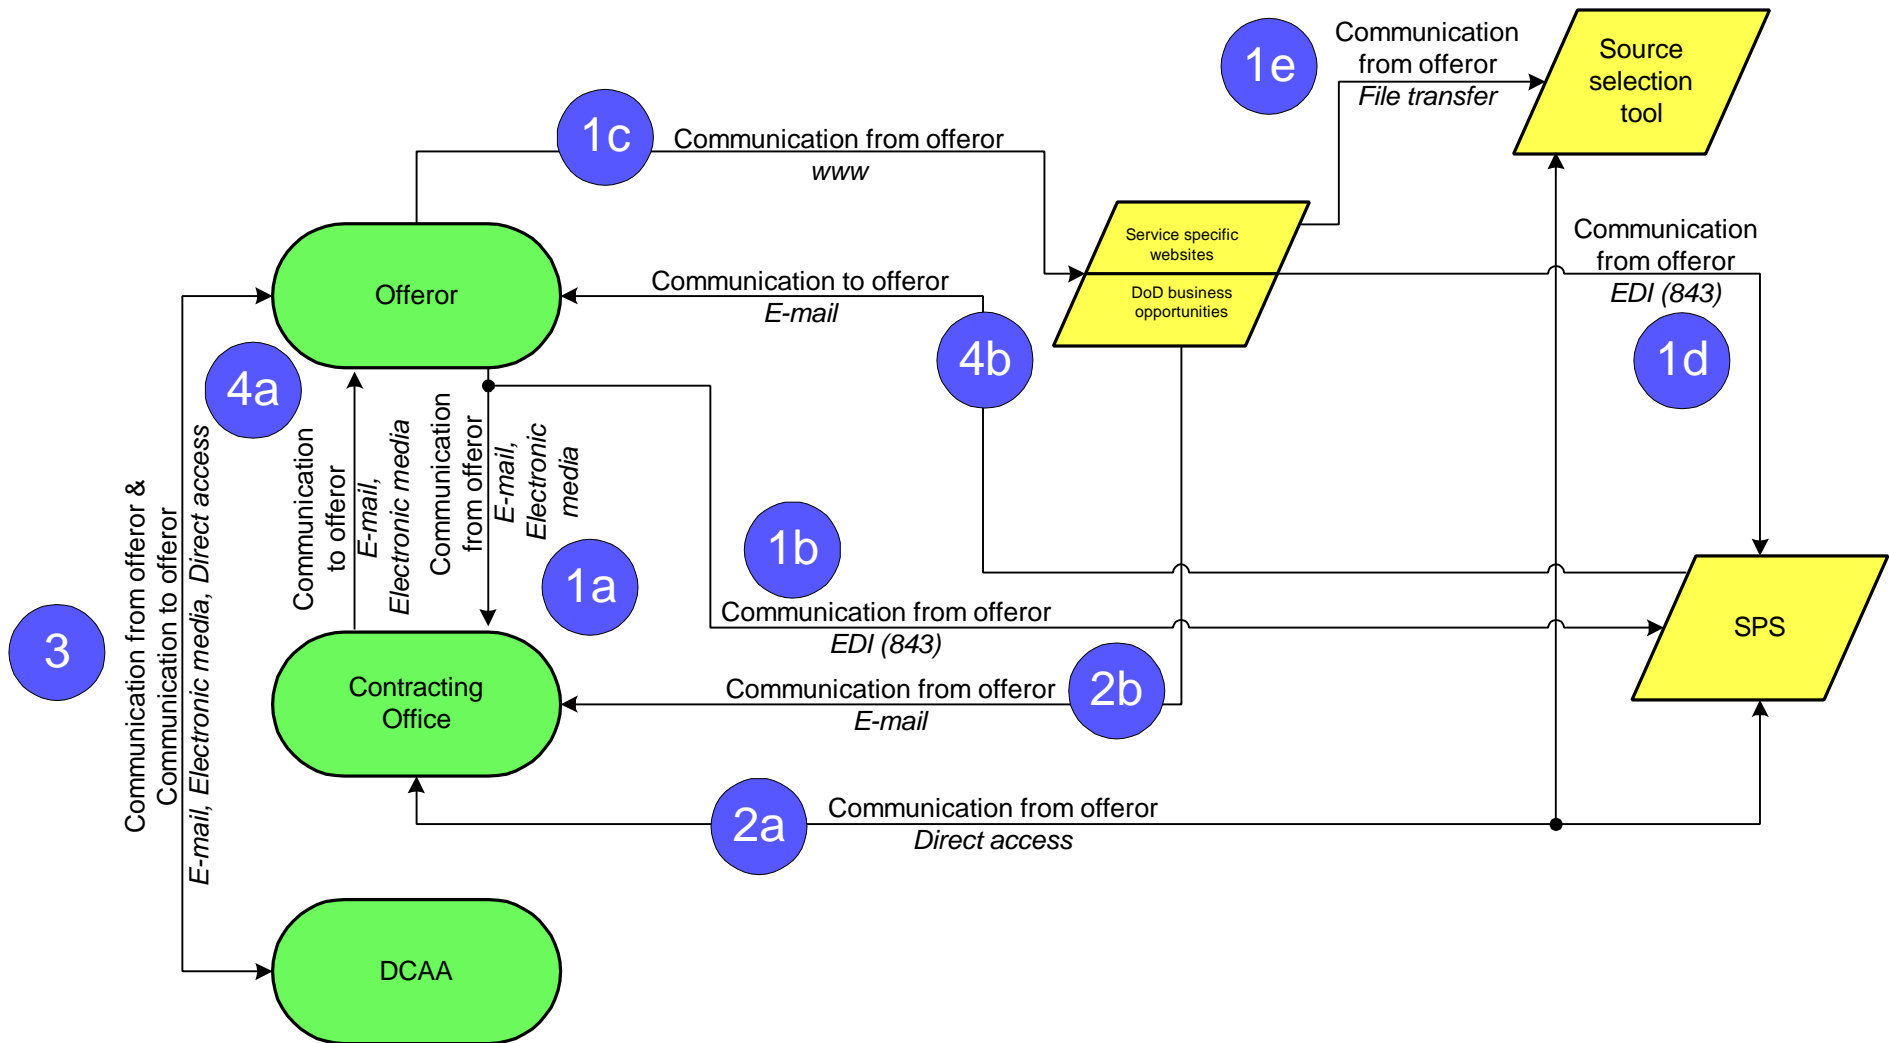 1e
Communication
from offeror
File transfer
Source
selection
tool
1c
Communication from offeror
www
Service specific
websites
DoD business
opportunities
Communication
from offeror
EDI (843)
1d
Offeror
Communication to offeror
E-mail
4b
4a
Communication
to offeror
E-mail,
Electronic media
Communication
from offeror
E-mail,
Electronic
media
1a
1b
Communication from offeror
EDI (843)
SPS
3
Communication from offeror &
Communication to offeror
E-mail, Electronic media, Direct access
Contracting
Office
Communication from offeror
E-mail
2b
2a
Communication from offeror
Direct access
DCAA